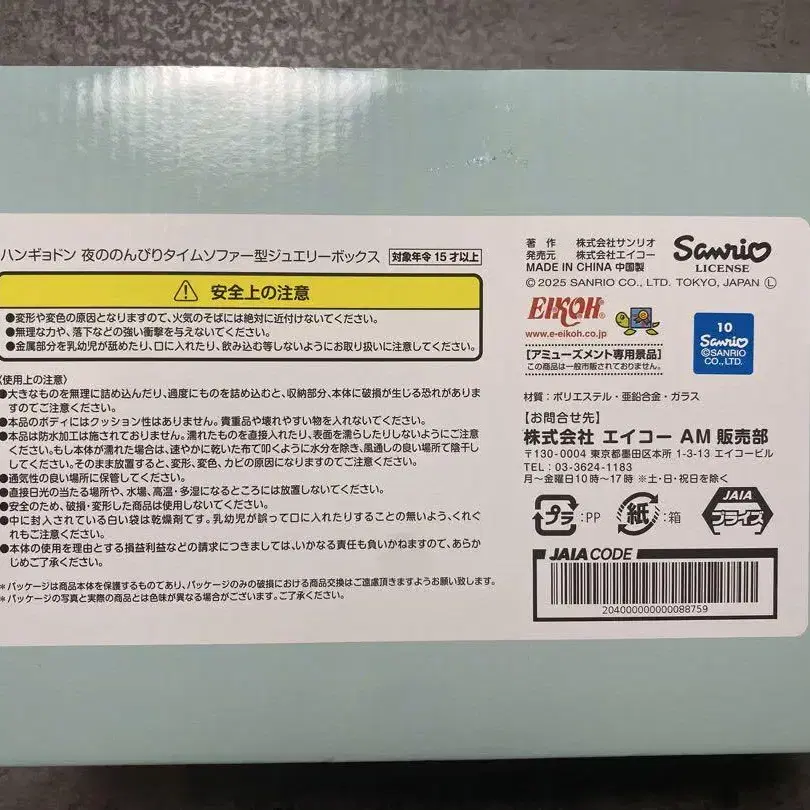 ハンギョドン 夜ののんびりタイムソファー型ジュエリーボックス 対象年令 15才以上
安全上の注意
●変形や変色の原因となりますので、火気のそばには絶対に近付けないでください。
●無理な力や、落下などの強い衝撃を与えないでください。
●金属部分を乳幼児が舐めたり、口に入れたり、飲み込む等しないようにお取り扱いに注意してください。
〈使用上の注意〉
●大きなものを無理に詰め込んだり、過度にものを詰め込むと、収納部分、本体に破損が生じる恐れがありま
すのでご注意ください。
●本品のボディにはクッション性はありません。貴重品や壊れやすい物を入れないでください。
●本品は防水加工は施されておりません。濡れたものを直接入れたり、表面を濡らしたりしないようにご注意
ください。もし本体が濡れた場合は、速やかに乾いた布で叩くように水分を除き、風通しの良い場所で陰干し
してください。そのまま放置すると、変形、変色、カビの原因になりますのでご注意ください。
●通気性の良い場所に保管してください。
●直接日光の当たる場所や、水場、高温・多湿になるところには放置しないでください。
●安全のため、破損・変形した商品は使用しないでください。
●中に封入されている白い袋は乾燥剤です。乳幼児が誤って口に入れたりすることの無いよう、くれぐ
れもご注意ください。
●本体の使用を理由とする損益利益などの請求につきましては、いかなる責任も負いかねますので、あらか
じめご了承ください。
*パッケージは商品本体を保護するものであり、パッケージのみの破損における商品交換はご遠慮頂きますようお願い致します。
*パッケージの写真と実際の商品とは色味が異なる場合がございます。ご了承ください。
著 作 株式会社サンリオ
発売元 株式会社エイコー
MADE IN CHINA 中国製
© 2025 SANRIO CO., LTD. TOKYO, JAPAN Ⓛ
Sanrio
LICENSE
EIKOH®
www.e-eikoh.co.jp
【アミューズメント専用景品】
この商品は一般市販されておりません。
10
Sanrio
©SANRIO
CO., LTD.
材質：ポリエステル・亜鉛合金・ガラス
【お問合せ先】
株式会社 エイコー AM 販売部
〒130-0004 東京都墨田区本所 1-3-13 エイコービル
TEL：03-3624-1183
月～金曜日10時～17時 ※土・日・祝日を除く
プラ：PP
紙：箱
JAIA
プライズ
JAIA CODE
204000000000088759